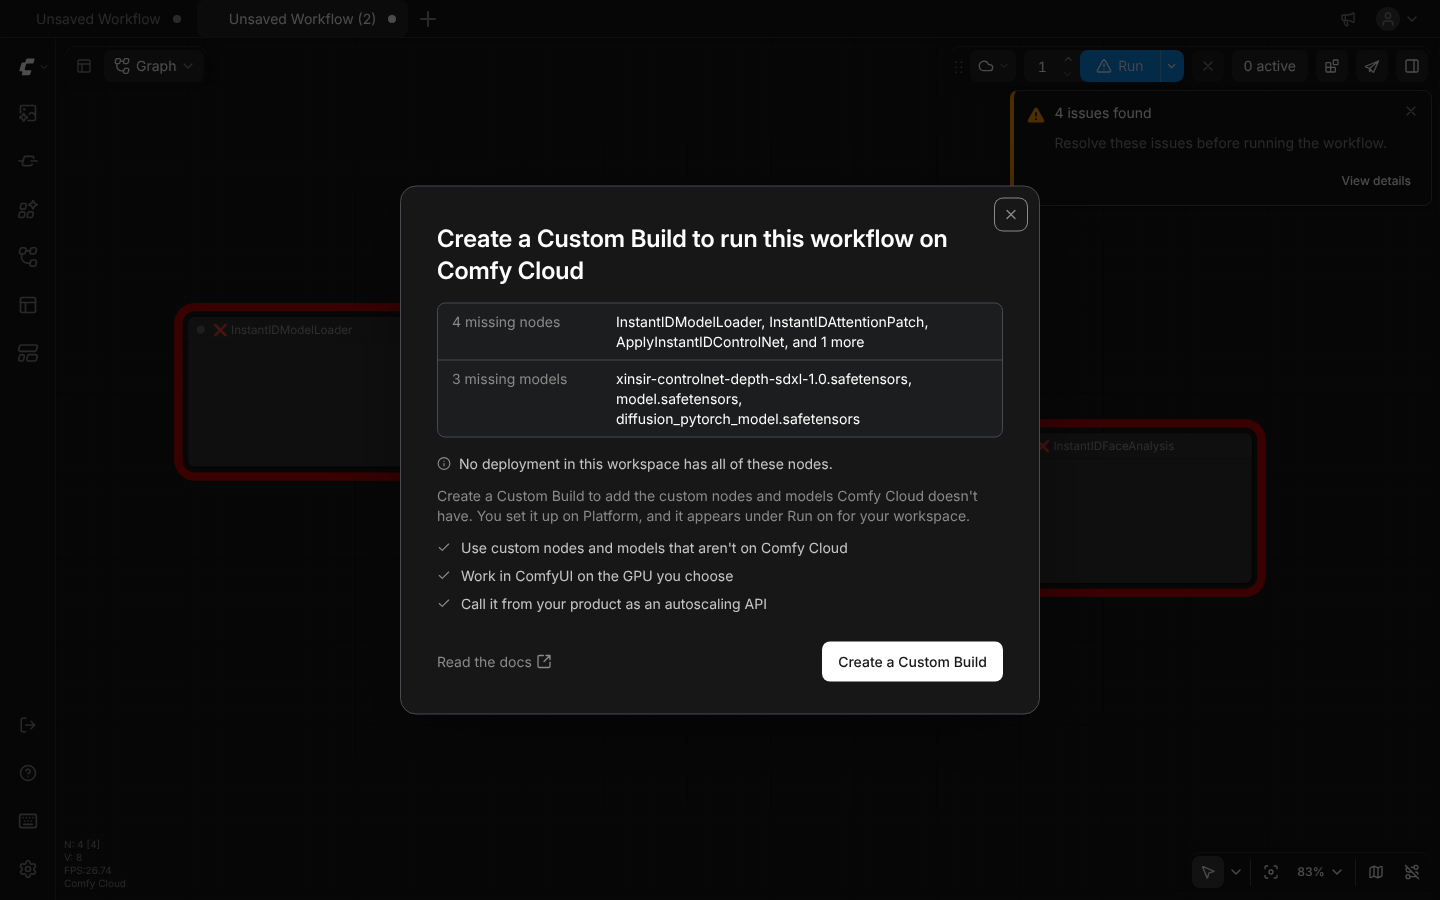 Unsaved Workflow
Unsaved Workflow (2)
Graph
1
Run
0 active
4 issues found
Resolve these issues before running the workflow.
View details
Create a Custom Build to run this workflow on
Comfy Cloud
4 missing nodes
InstantIDModelLoader, InstantIDAttentionPatch,
ApplyInstantIDControlNet, and 1 more
3 missing models
xinsir-controlnet-depth-sdxl-1.0.safetensors,
model.safetensors,
diffusion_pytorch_model.safetensors
No deployment in this workspace has all of these nodes.
Create a Custom Build to add the custom nodes and models Comfy Cloud doesn't
have. You set it up on Platform, and it appears under Run on for your workspace.
Use custom nodes and models that aren't on Comfy Cloud
Work in ComfyUI on the GPU you choose
Call it from your product as an autoscaling API
Read the docs
Create a Custom Build
InstantIDModelLoader
InstantIDFaceAnalysis
N: 4 [4]
V: 8
FPS:26.74
Comfy Cloud
83%